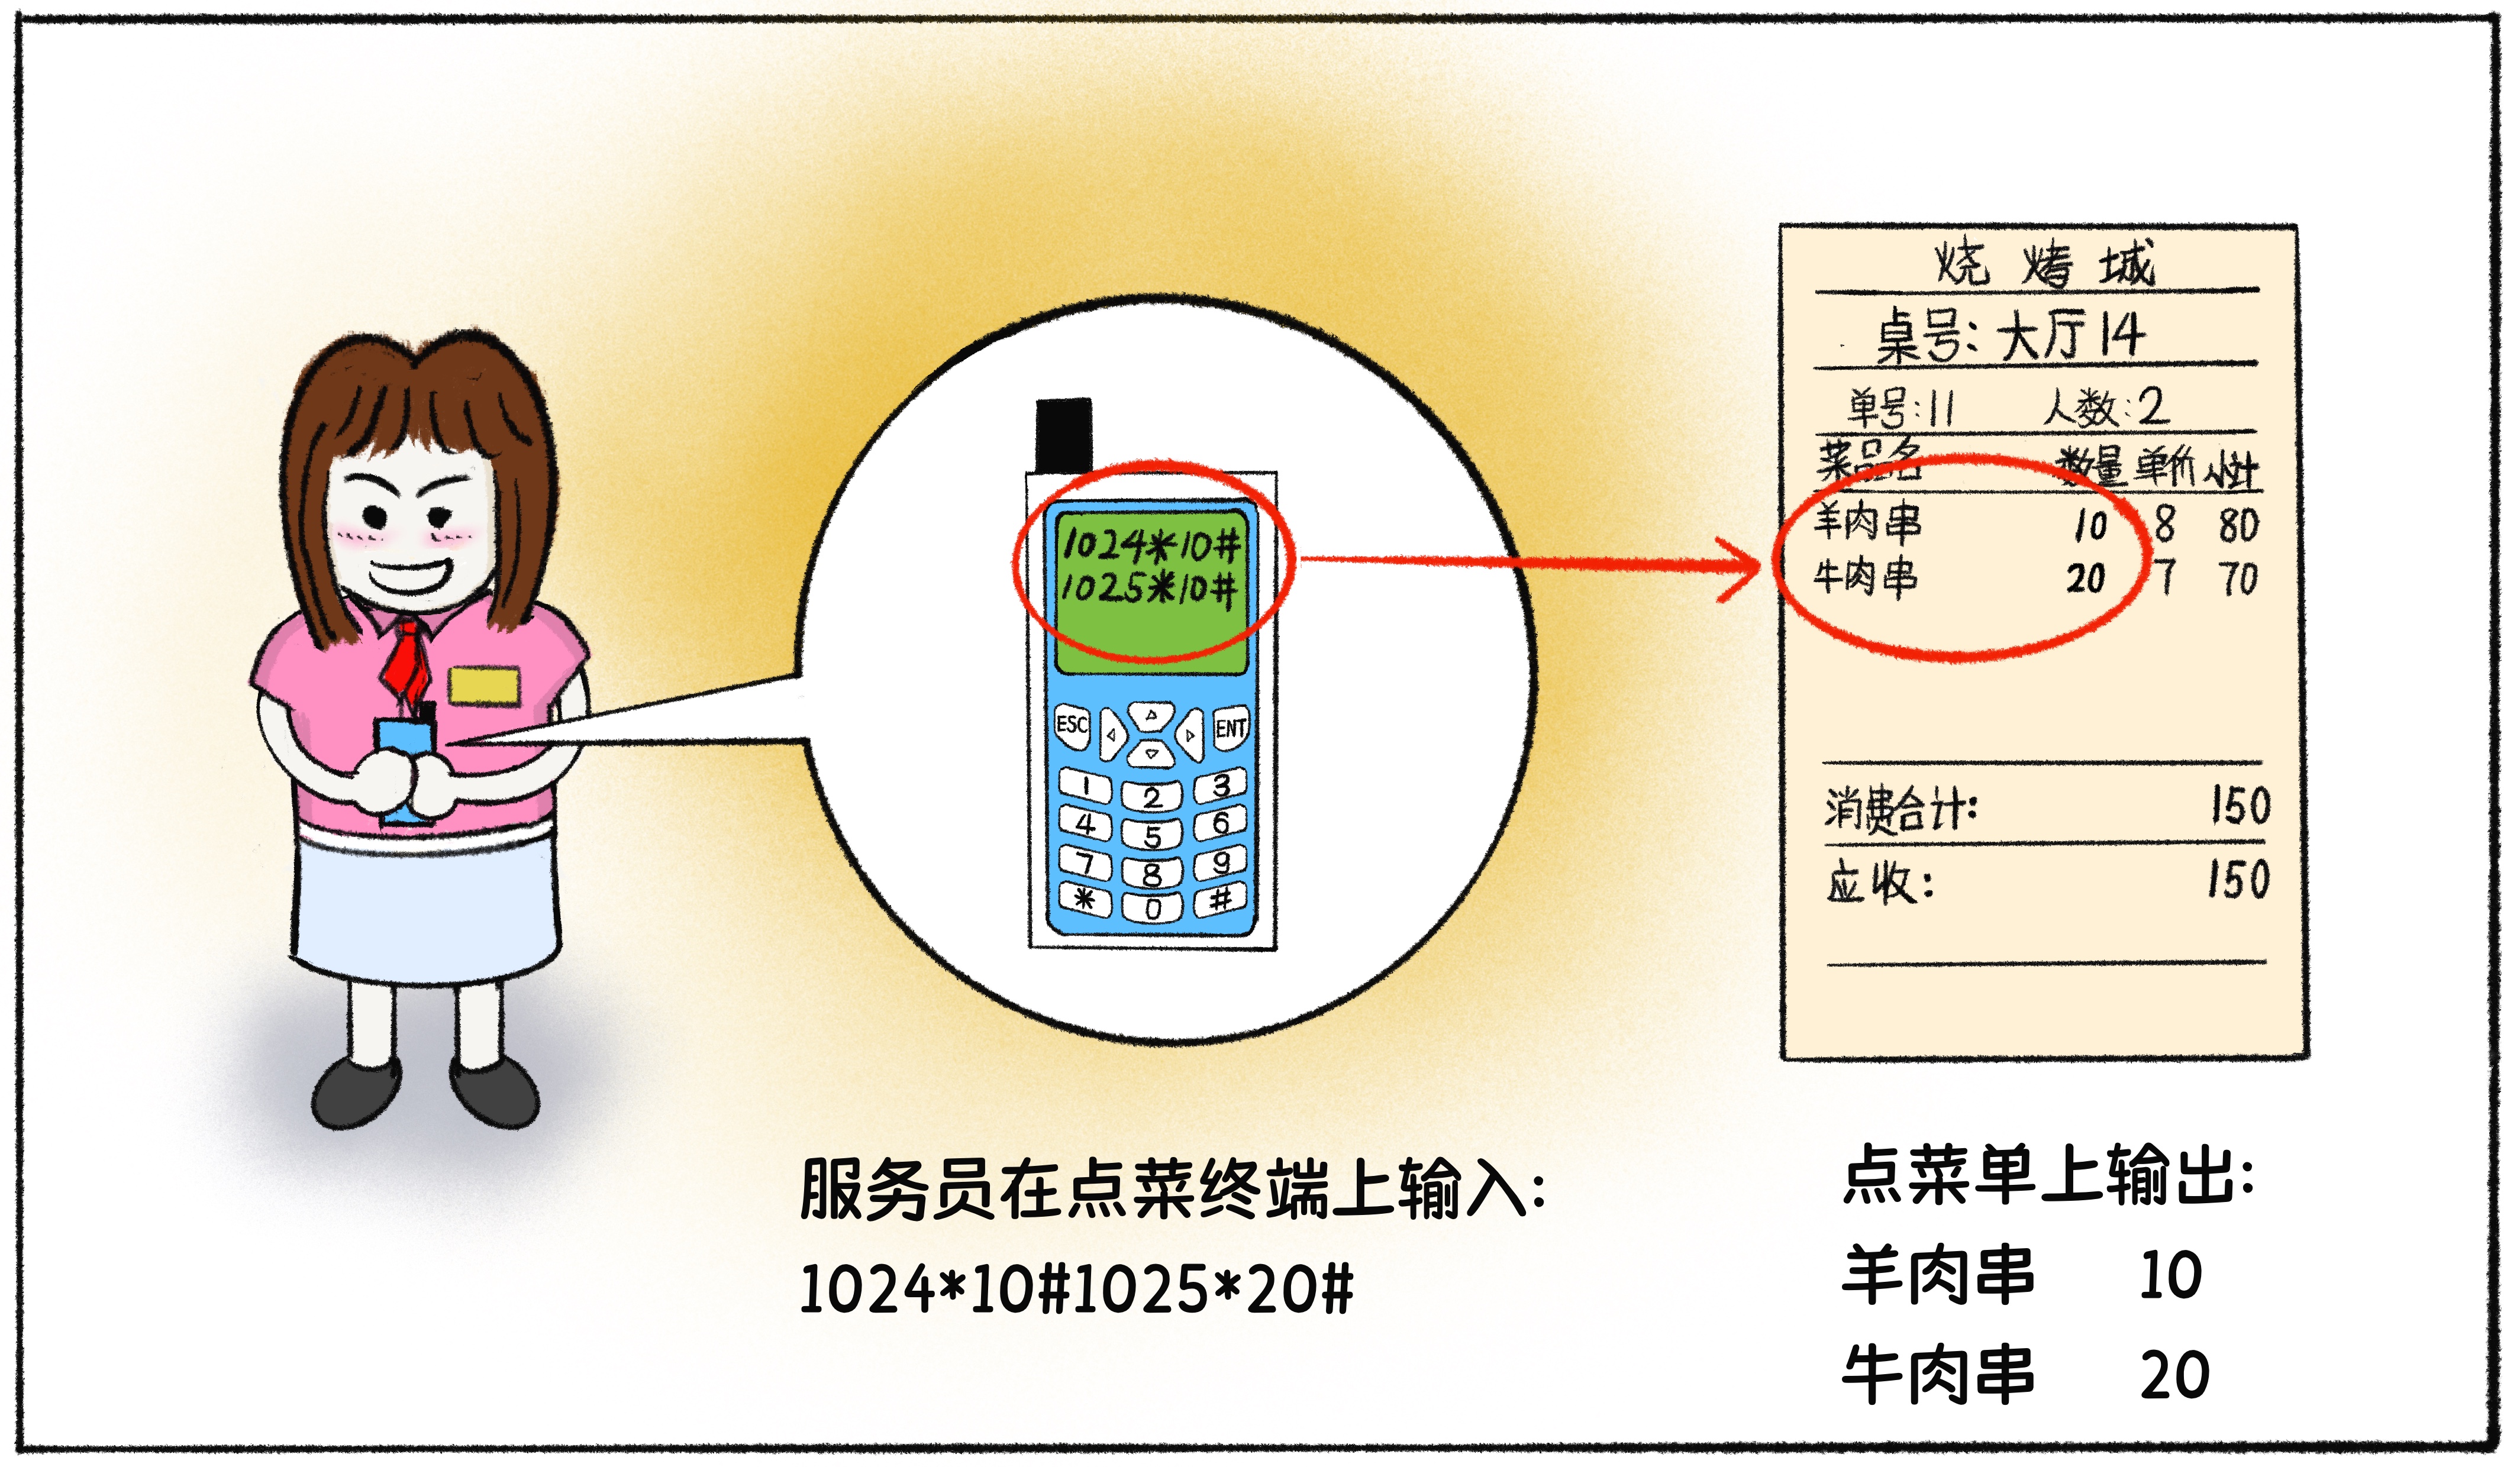 1024*10#
1025*10#
ESC
ENT
1 2 3
4 5 6
7 8 9
* 0 #
烧烤城
桌号:大厅14
单号:11 人数:2
菜品名 数量 单价 小计
羊肉串 10 8 80
牛肉串 20 7 70
消费合计: 150
应收: 150
服务员在点菜终端上输入:
1024*10#1025*20#
点菜单上输出:
羊肉串 10
牛肉串 20